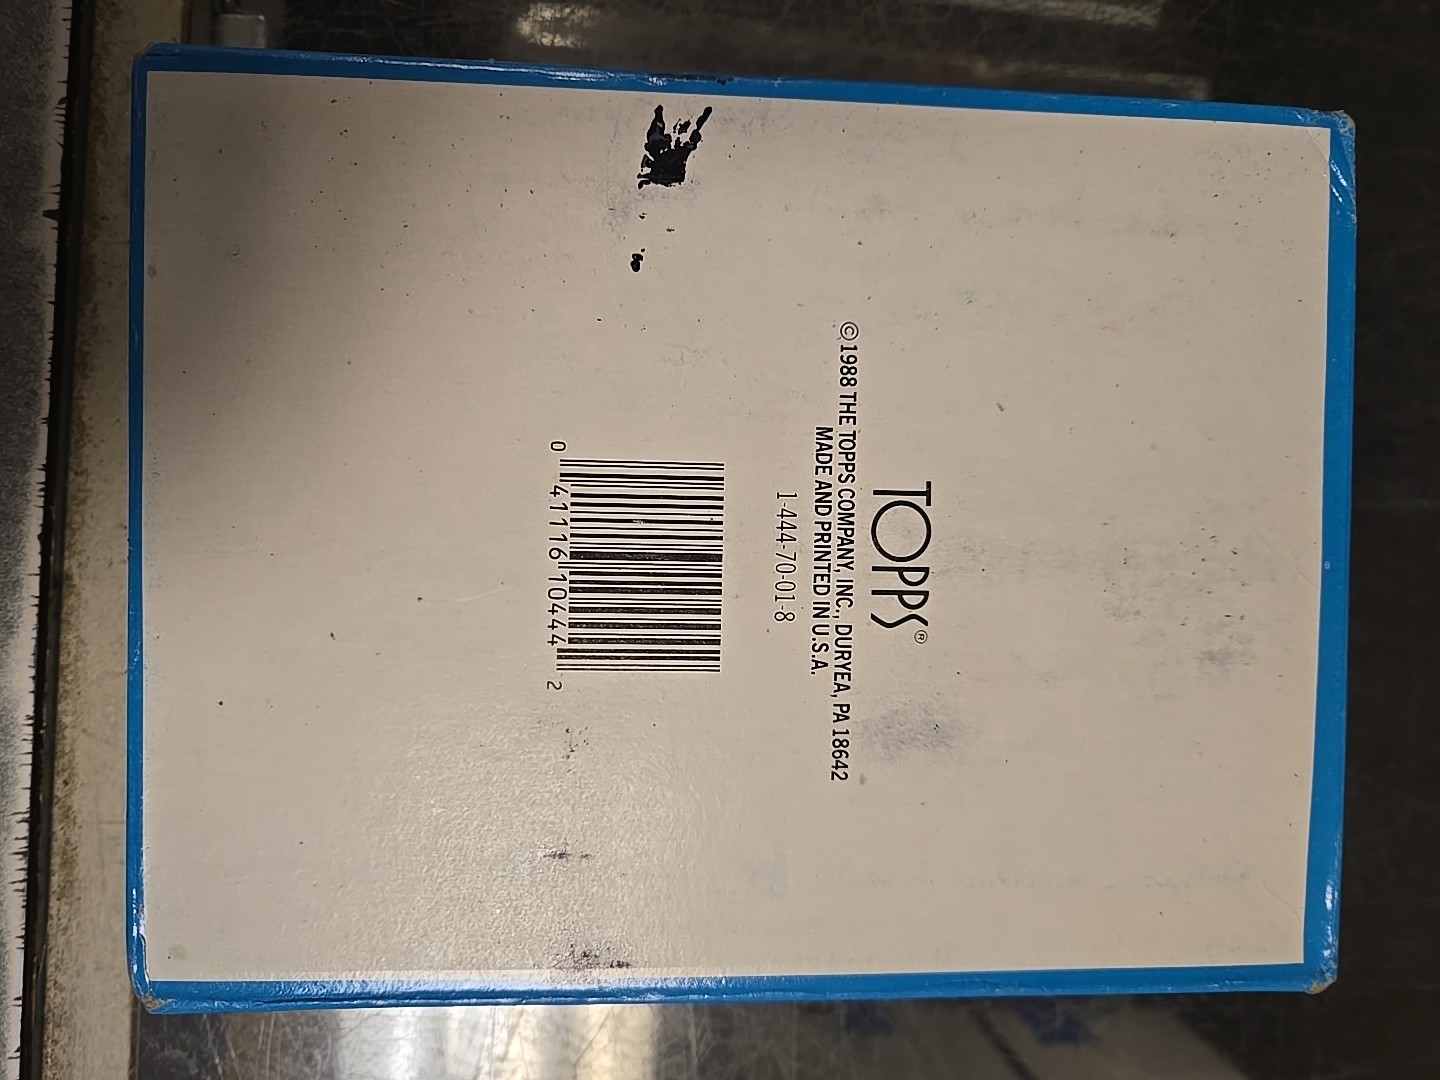 TOPPS®
© 1988 THE TOPPS COMPANY, INC., DURYEA, PA 18642
MADE AND PRINTED IN U.S.A.
1-444-70-01-8
0 41116 10444 2